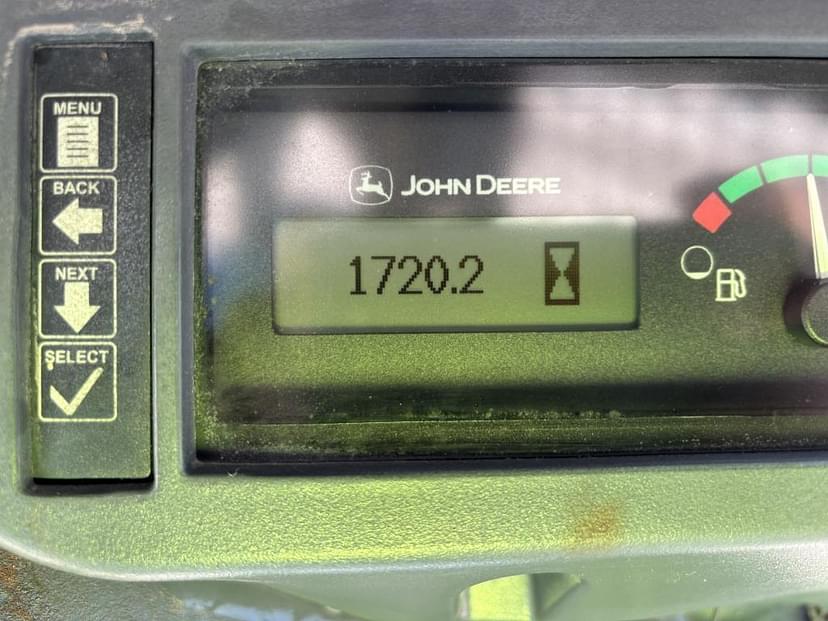 MENU
BACK
NEXT
SELECT
JOHN DEERE
1720.2